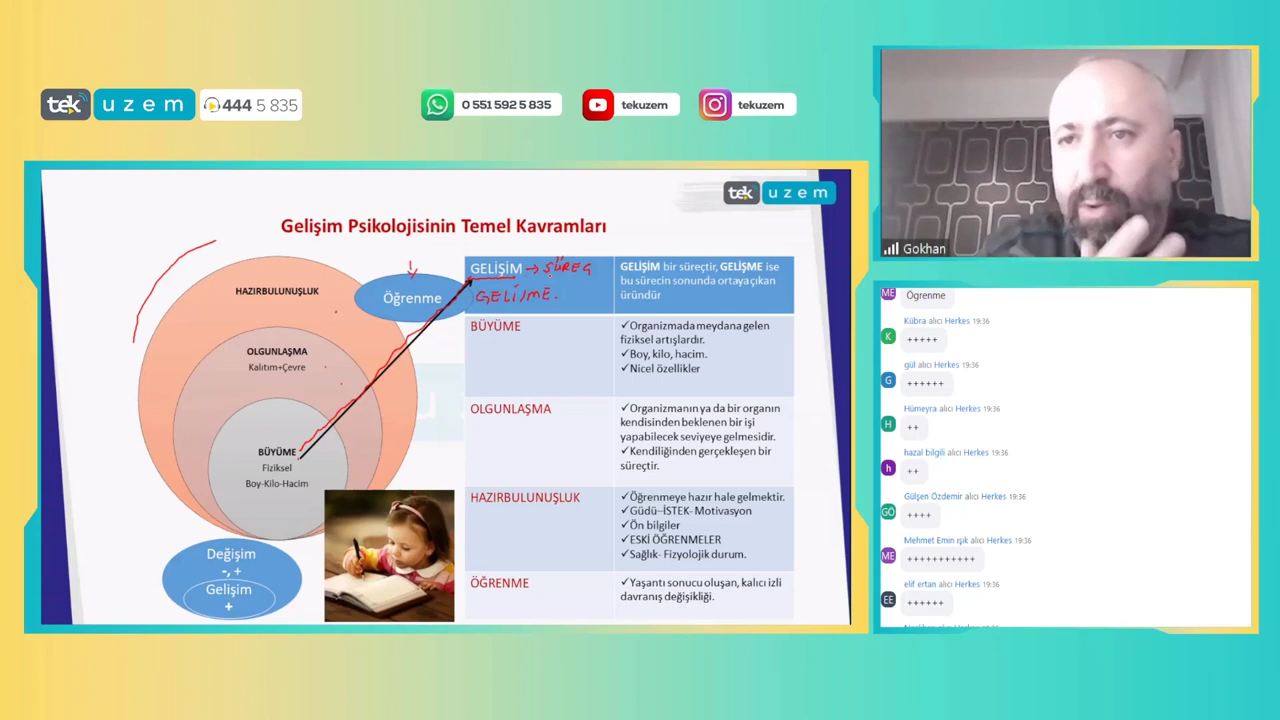 tek uzem 444 5 835
0 551 592 5 835
tekuzem
tekuzem
tek uzem
Gelişim Psikolojisinin Temel Kavramları
HAZIRBULUNUŞLUK
OLGUNLAŞMA
Kalıtım+Çevre
BÜYÜME
Fiziksel
Boy-Kilo-Hacim
Öğrenme
Değişim
-, +
Gelişim
+
GELİŞİM → SÜREÇ
GELİŞME.
GELİŞİM bir süreçtir, GELİŞME ise
bu sürecin sonunda ortaya çıkan
üründür
BÜYÜME
✓Organizmada meydana gelen
fiziksel artışlardır.
✓Boy, kilo, hacim.
✓Nicel özellikler
OLGUNLAŞMA
✓Organizmanın ya da bir organın
kendisinden beklenen bir işi
yapabilecek seviyeye gelmesidir.
✓Kendiliğinden gerçekleşen bir
süreçtir.
HAZIRBULUNUŞLUK
✓Öğrenmeye hazır hale gelmektir.
✓Güdü–İSTEK- Motivasyon
✓Ön bilgiler
✓ESKİ ÖĞRENMELER
✓Sağlık- Fizyolojik durum.
ÖĞRENME
✓Yaşantı sonucu oluşan, kalıcı izli
davranış değişikliği.
Gokhan
ME Ögrenme
Kübra alıcı Herkes 19:36
K +++++
gül alıcı Herkes 19:36
G ++++++
Hümeyra alıcı Herkes 19:36
H ++
hazal bilgili alıcı Herkes 19:36
h ++
Gülşen Özdemir alıcı Herkes 19:36
GÖ ++++
Mehmet Emin ışık alıcı Herkes 19:36
ME +++++++++++
elif ertan alıcı Herkes 19:36
EE ++++++